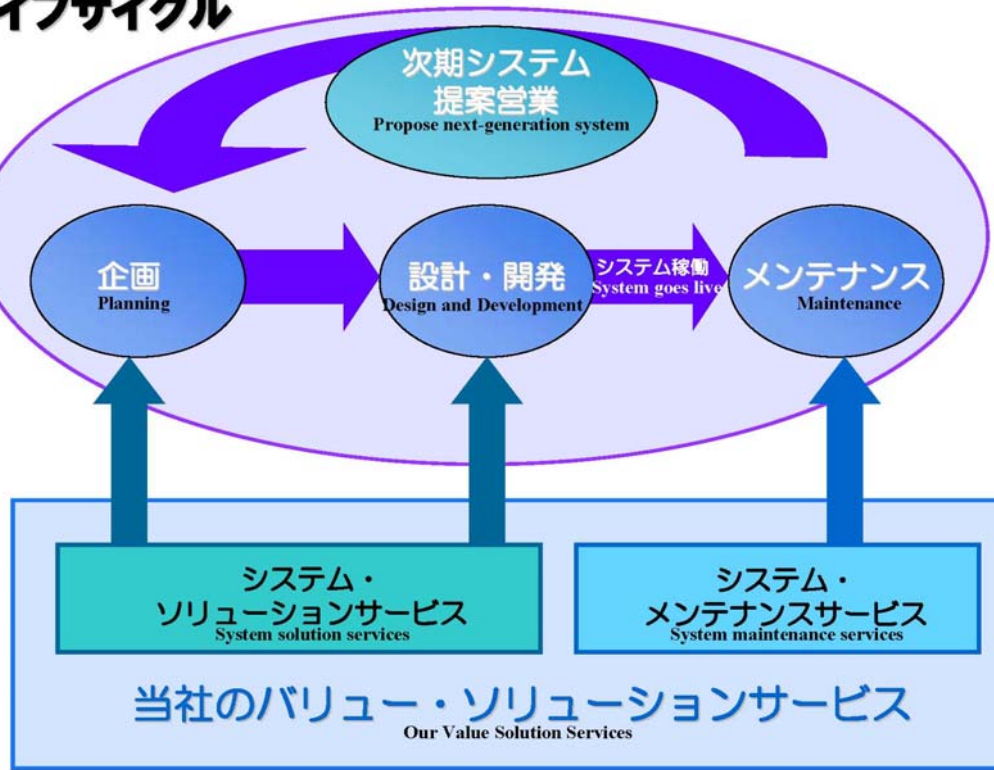 イフサイクル
次期システム
提案営業
Propose next-generation system
企画
Planning
設計・開発
Design and Development
システム稼働
System goes live
メンテナンス
Maintenance
システム・
ソリューションサービス
System solution services
システム・
メンテナンスサービス
System maintenance services
当社のバリュー・ソリューションサービス
Our Value Solution Services